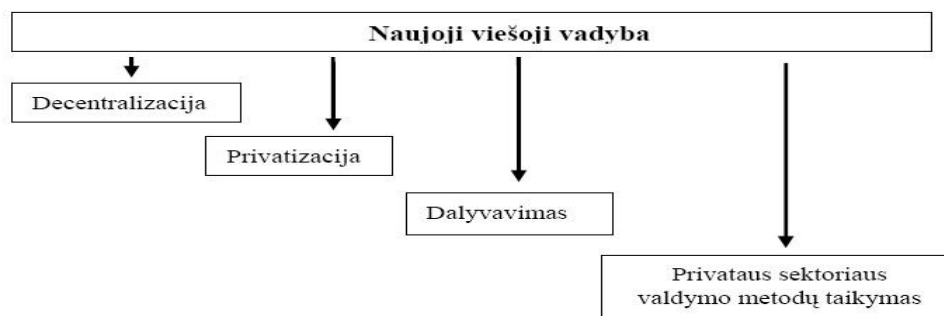 Naujoji viešoji vadyba
Decentralizacija
Privatizacija
Dalyvavimas
Privataus sektoriaus
valdymo metodų taikymas